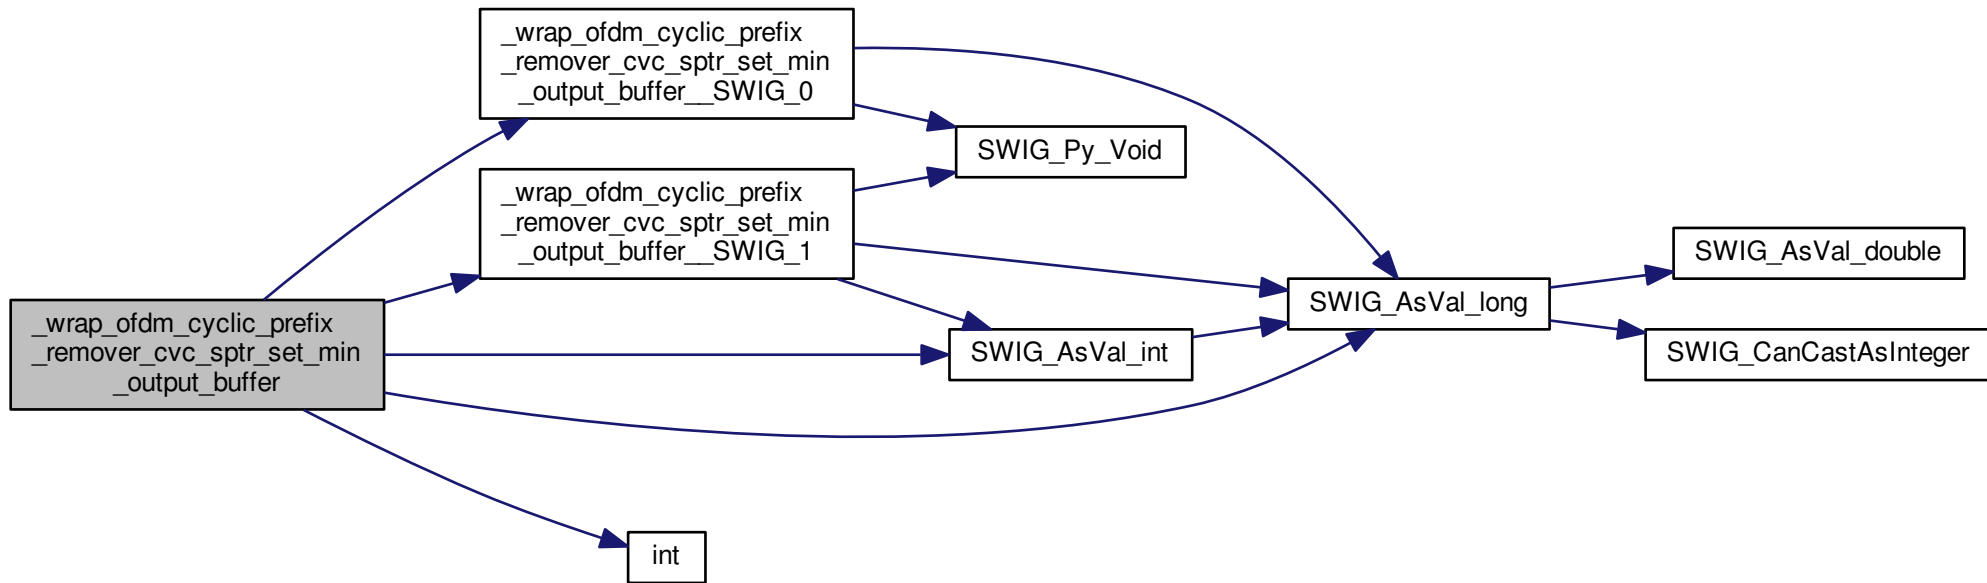 _wrap_ofdm_cyclic_prefix
_remover_cvc_sptr_set_min
_output_buffer__SWIG_0
SWIG_Py_Void
_wrap_ofdm_cyclic_prefix
_remover_cvc_sptr_set_min
_output_buffer__SWIG_1
SWIG_AsVal_double
SWIG_AsVal_long
_wrap_ofdm_cyclic_prefix
_remover_cvc_sptr_set_min
_output_buffer
SWIG_AsVal_int
SWIG_CanCastAsInteger
int